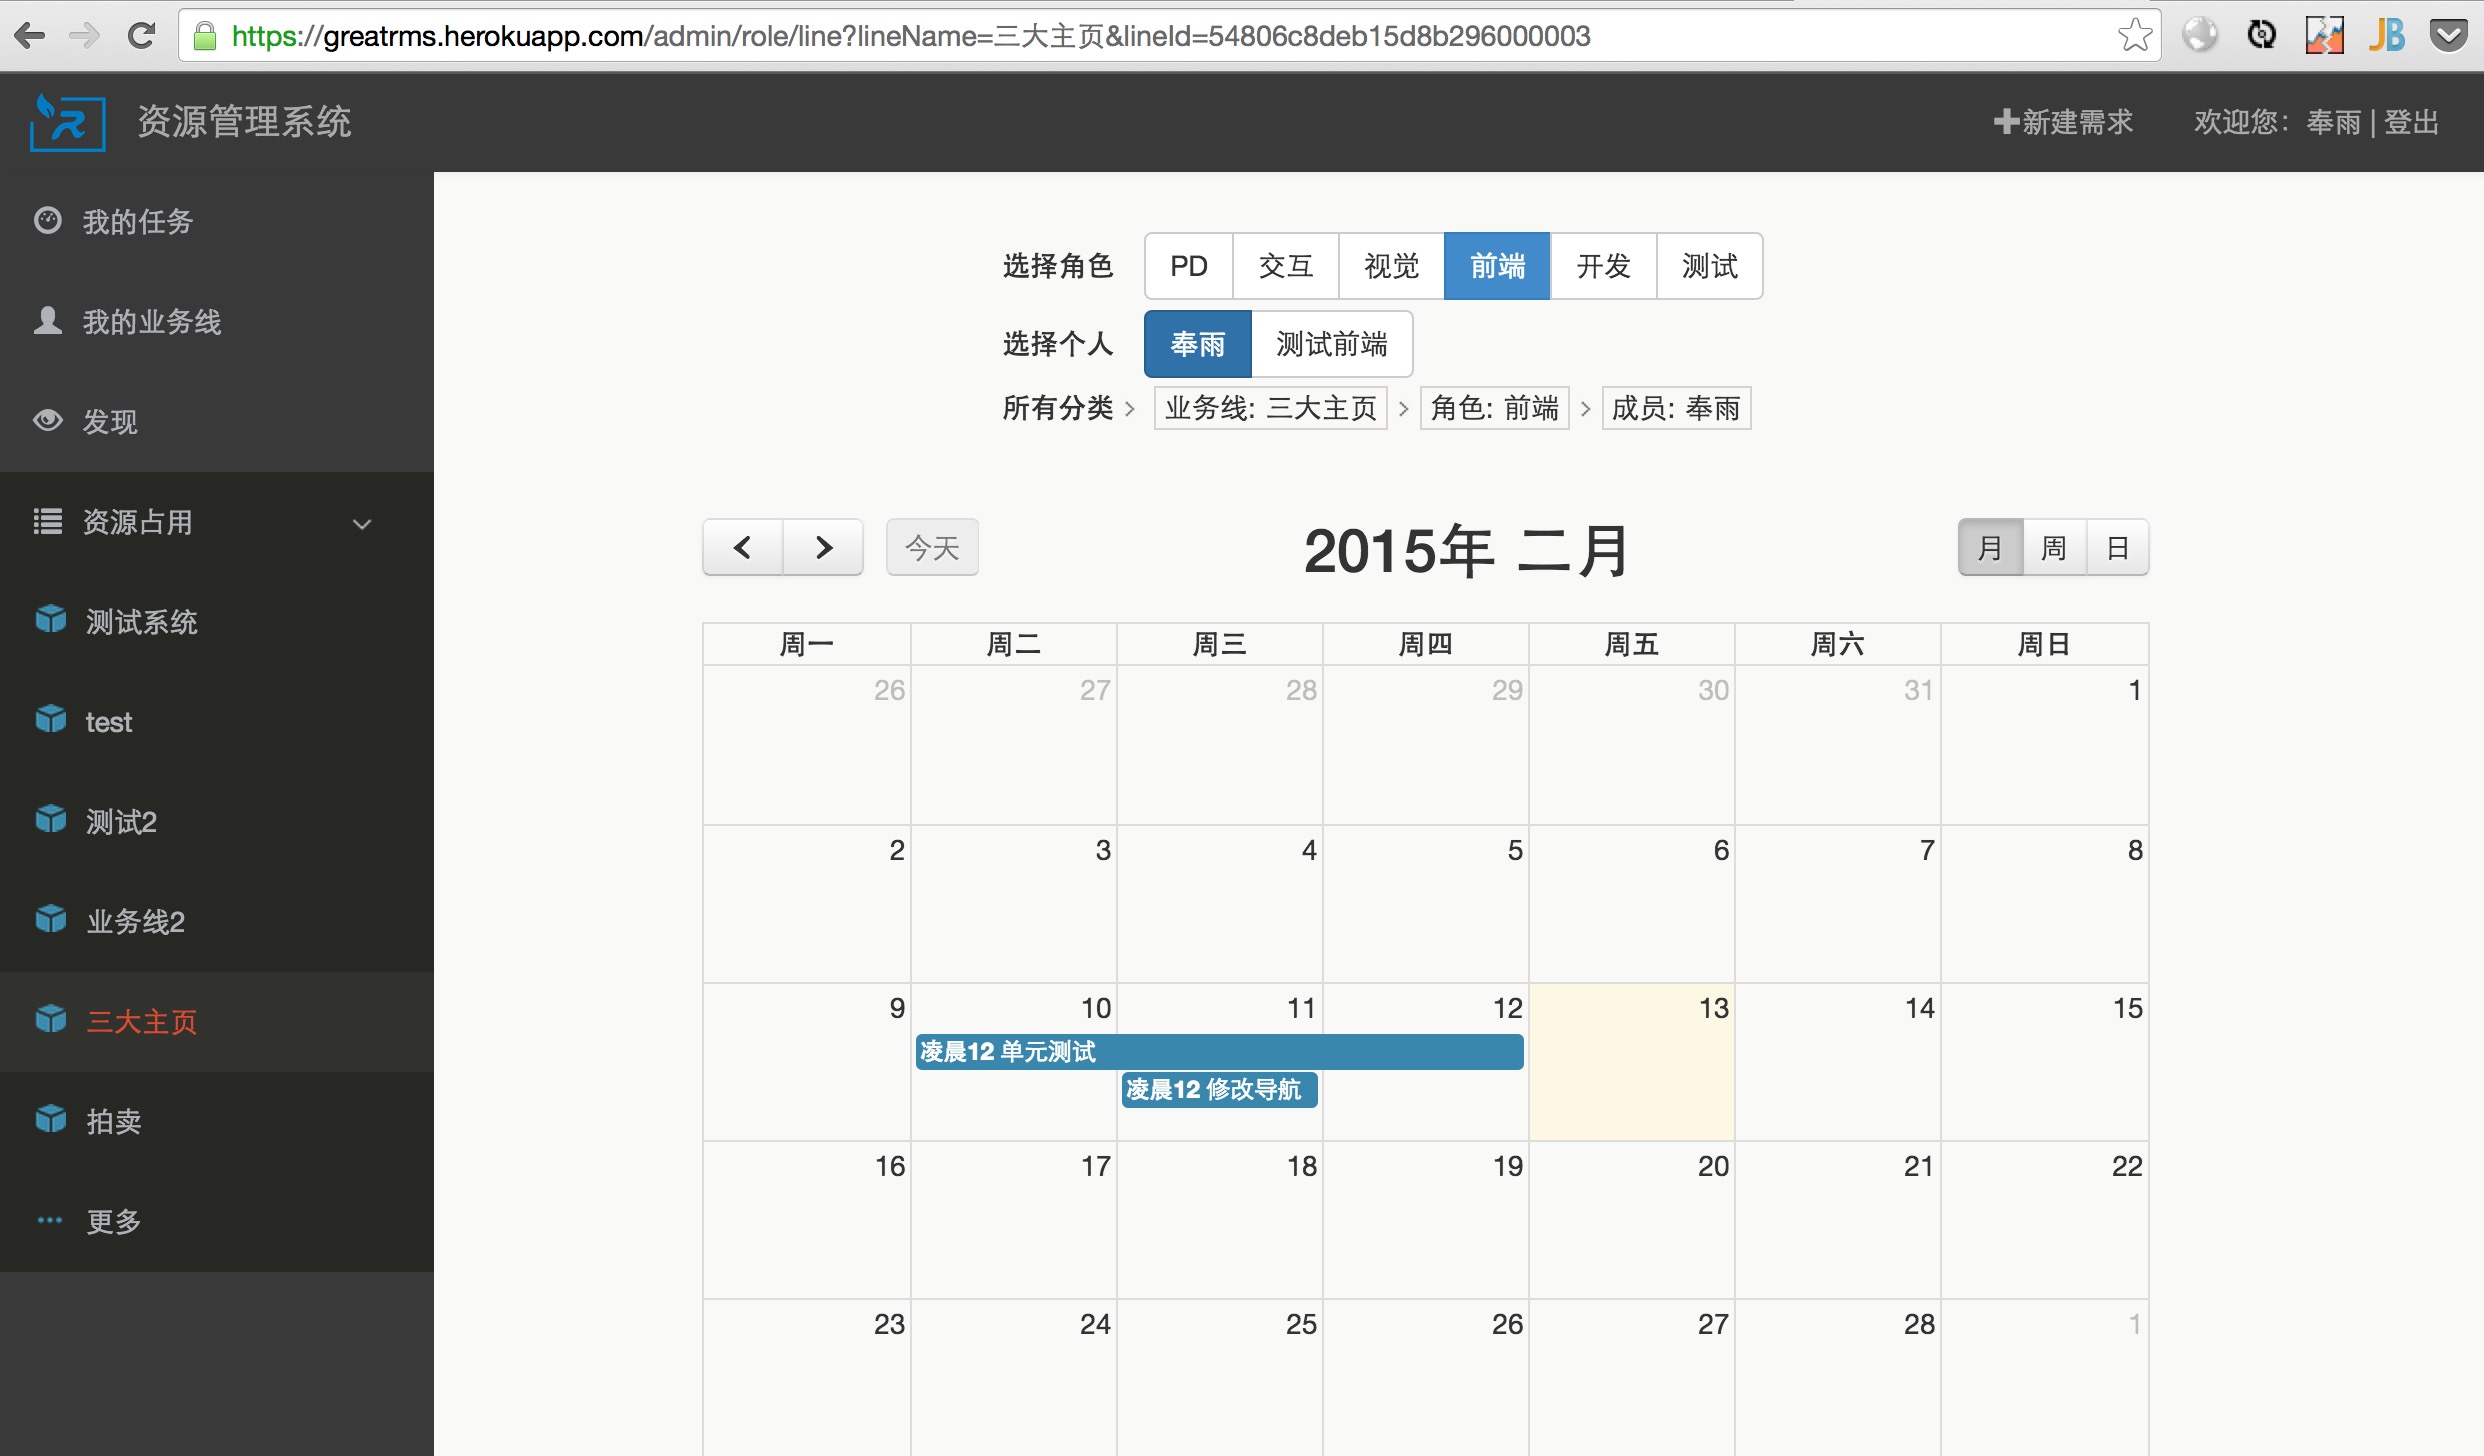 https://greatrms.herokuapp.com/admin/role/line?lineName=三大主页&lineId=54806c8deb15d8b296000003
JB
R 资源管理系统
新建需求 欢迎您：奉雨 | 登出
我的任务
我的业务线
发现
资源占用
测试系统
test
测试2
业务线2
三大主页
拍卖
更多
选择角色 PD 交互 视觉 前端 开发 测试
选择个人 奉雨 测试前端
所有分类 > 业务线: 三大主页 > 角色: 前端 > 成员: 奉雨
今天 2015年 二月 月 周 日
周一 周二 周三 周四 周五 周六 周日
26 27 28 29 30 31 1
2 3 4 5 6 7 8
9 10 11 12 13 14 15
凌晨12 单元测试
凌晨12 修改导航
16 17 18 19 20 21 22
23 24 25 26 27 28 1